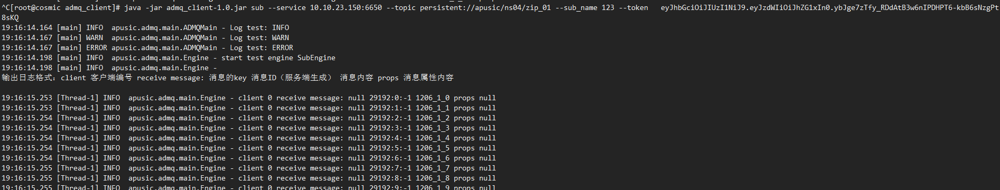 ^C[root@cosmic admq_client]# java -jar admq_client-1.0.jar sub --service 10.10.23.150:6650 --topic persistent://apusic/ns04/zip_01 --sub_name 123 --token   eyJhbGciOiJIUzI1NiJ9.eyJzdWIiOiJhZG1xIn0.ybJge7zTfy_RDdAtB3w6nIPDHPT6-kbB6sNzgPt
8sKQ
19:16:14.164 [main] INFO  apusic.admq.main.ADMQMain - Log test: INFO
19:16:14.167 [main] WARN  apusic.admq.main.ADMQMain - Log test: WARN
19:16:14.167 [main] ERROR apusic.admq.main.ADMQMain - Log test: ERROR
19:16:14.198 [main] INFO  apusic.admq.main.Engine - start test engine SubEngine
19:16:14.198 [main] INFO  apusic.admq.main.Engine -
输出日志格式：client 客户端编号 receive message: 消息的key 消息ID（服务端生成） 消息内容 props 消息属性内容
19:16:15.253 [Thread-1] INFO  apusic.admq.main.Engine - client 0 receive message: null 29192:0:-1 1206_1_0 props null
19:16:15.253 [Thread-1] INFO  apusic.admq.main.Engine - client 0 receive message: null 29192:1:-1 1206_1_1 props null
19:16:15.254 [Thread-1] INFO  apusic.admq.main.Engine - client 0 receive message: null 29192:2:-1 1206_1_2 props null
19:16:15.254 [Thread-1] INFO  apusic.admq.main.Engine - client 0 receive message: null 29192:3:-1 1206_1_3 props null
19:16:15.254 [Thread-1] INFO  apusic.admq.main.Engine - client 0 receive message: null 29192:4:-1 1206_1_4 props null
19:16:15.254 [Thread-1] INFO  apusic.admq.main.Engine - client 0 receive message: null 29192:5:-1 1206_1_5 props null
19:16:15.254 [Thread-1] INFO  apusic.admq.main.Engine - client 0 receive message: null 29192:6:-1 1206_1_6 props null
19:16:15.255 [Thread-1] INFO  apusic.admq.main.Engine - client 0 receive message: null 29192:7:-1 1206_1_7 props null
19:16:15.255 [Thread-1] INFO  apusic.admq.main.Engine - client 0 receive message: null 29192:8:-1 1206_1_8 props null
19:16:15.255 [Thread-1] INFO  apusic.admq.main.Engine - client 0 receive message: null 29192:9:-1 1206_1_9 props null